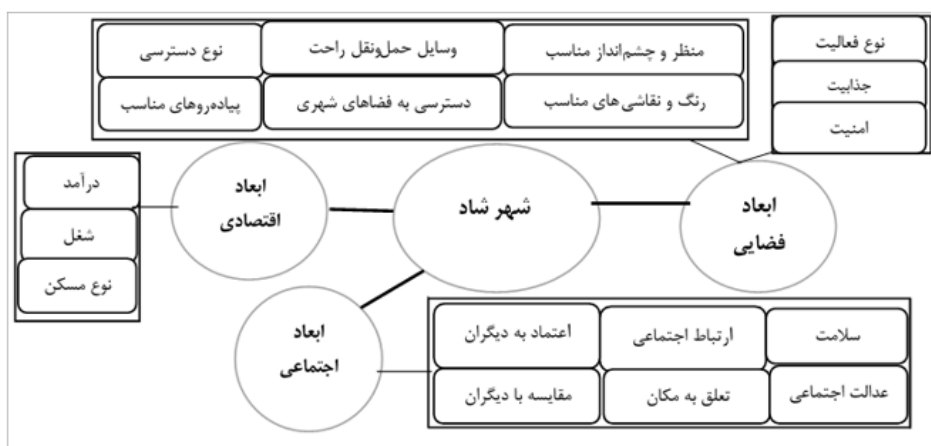 نوع فعالیت
جذابیت
امنیت
منظر و چشم‌انداز مناسب
وسایل حمل‌ونقل راحت
نوع دسترسی
رنگ و نقاشی‌های مناسب
دسترسی به فضاهای شهری
پیاده‌روهای مناسب
ابعاد
فضایی
شهر شاد
ابعاد
اقتصادی
درآمد
شغل
نوع مسکن
ابعاد
اجتماعی
سلامت
ارتباط اجتماعی
اعتماد به دیگران
عدالت اجتماعی
تعلق به مکان
مقایسه با دیگران